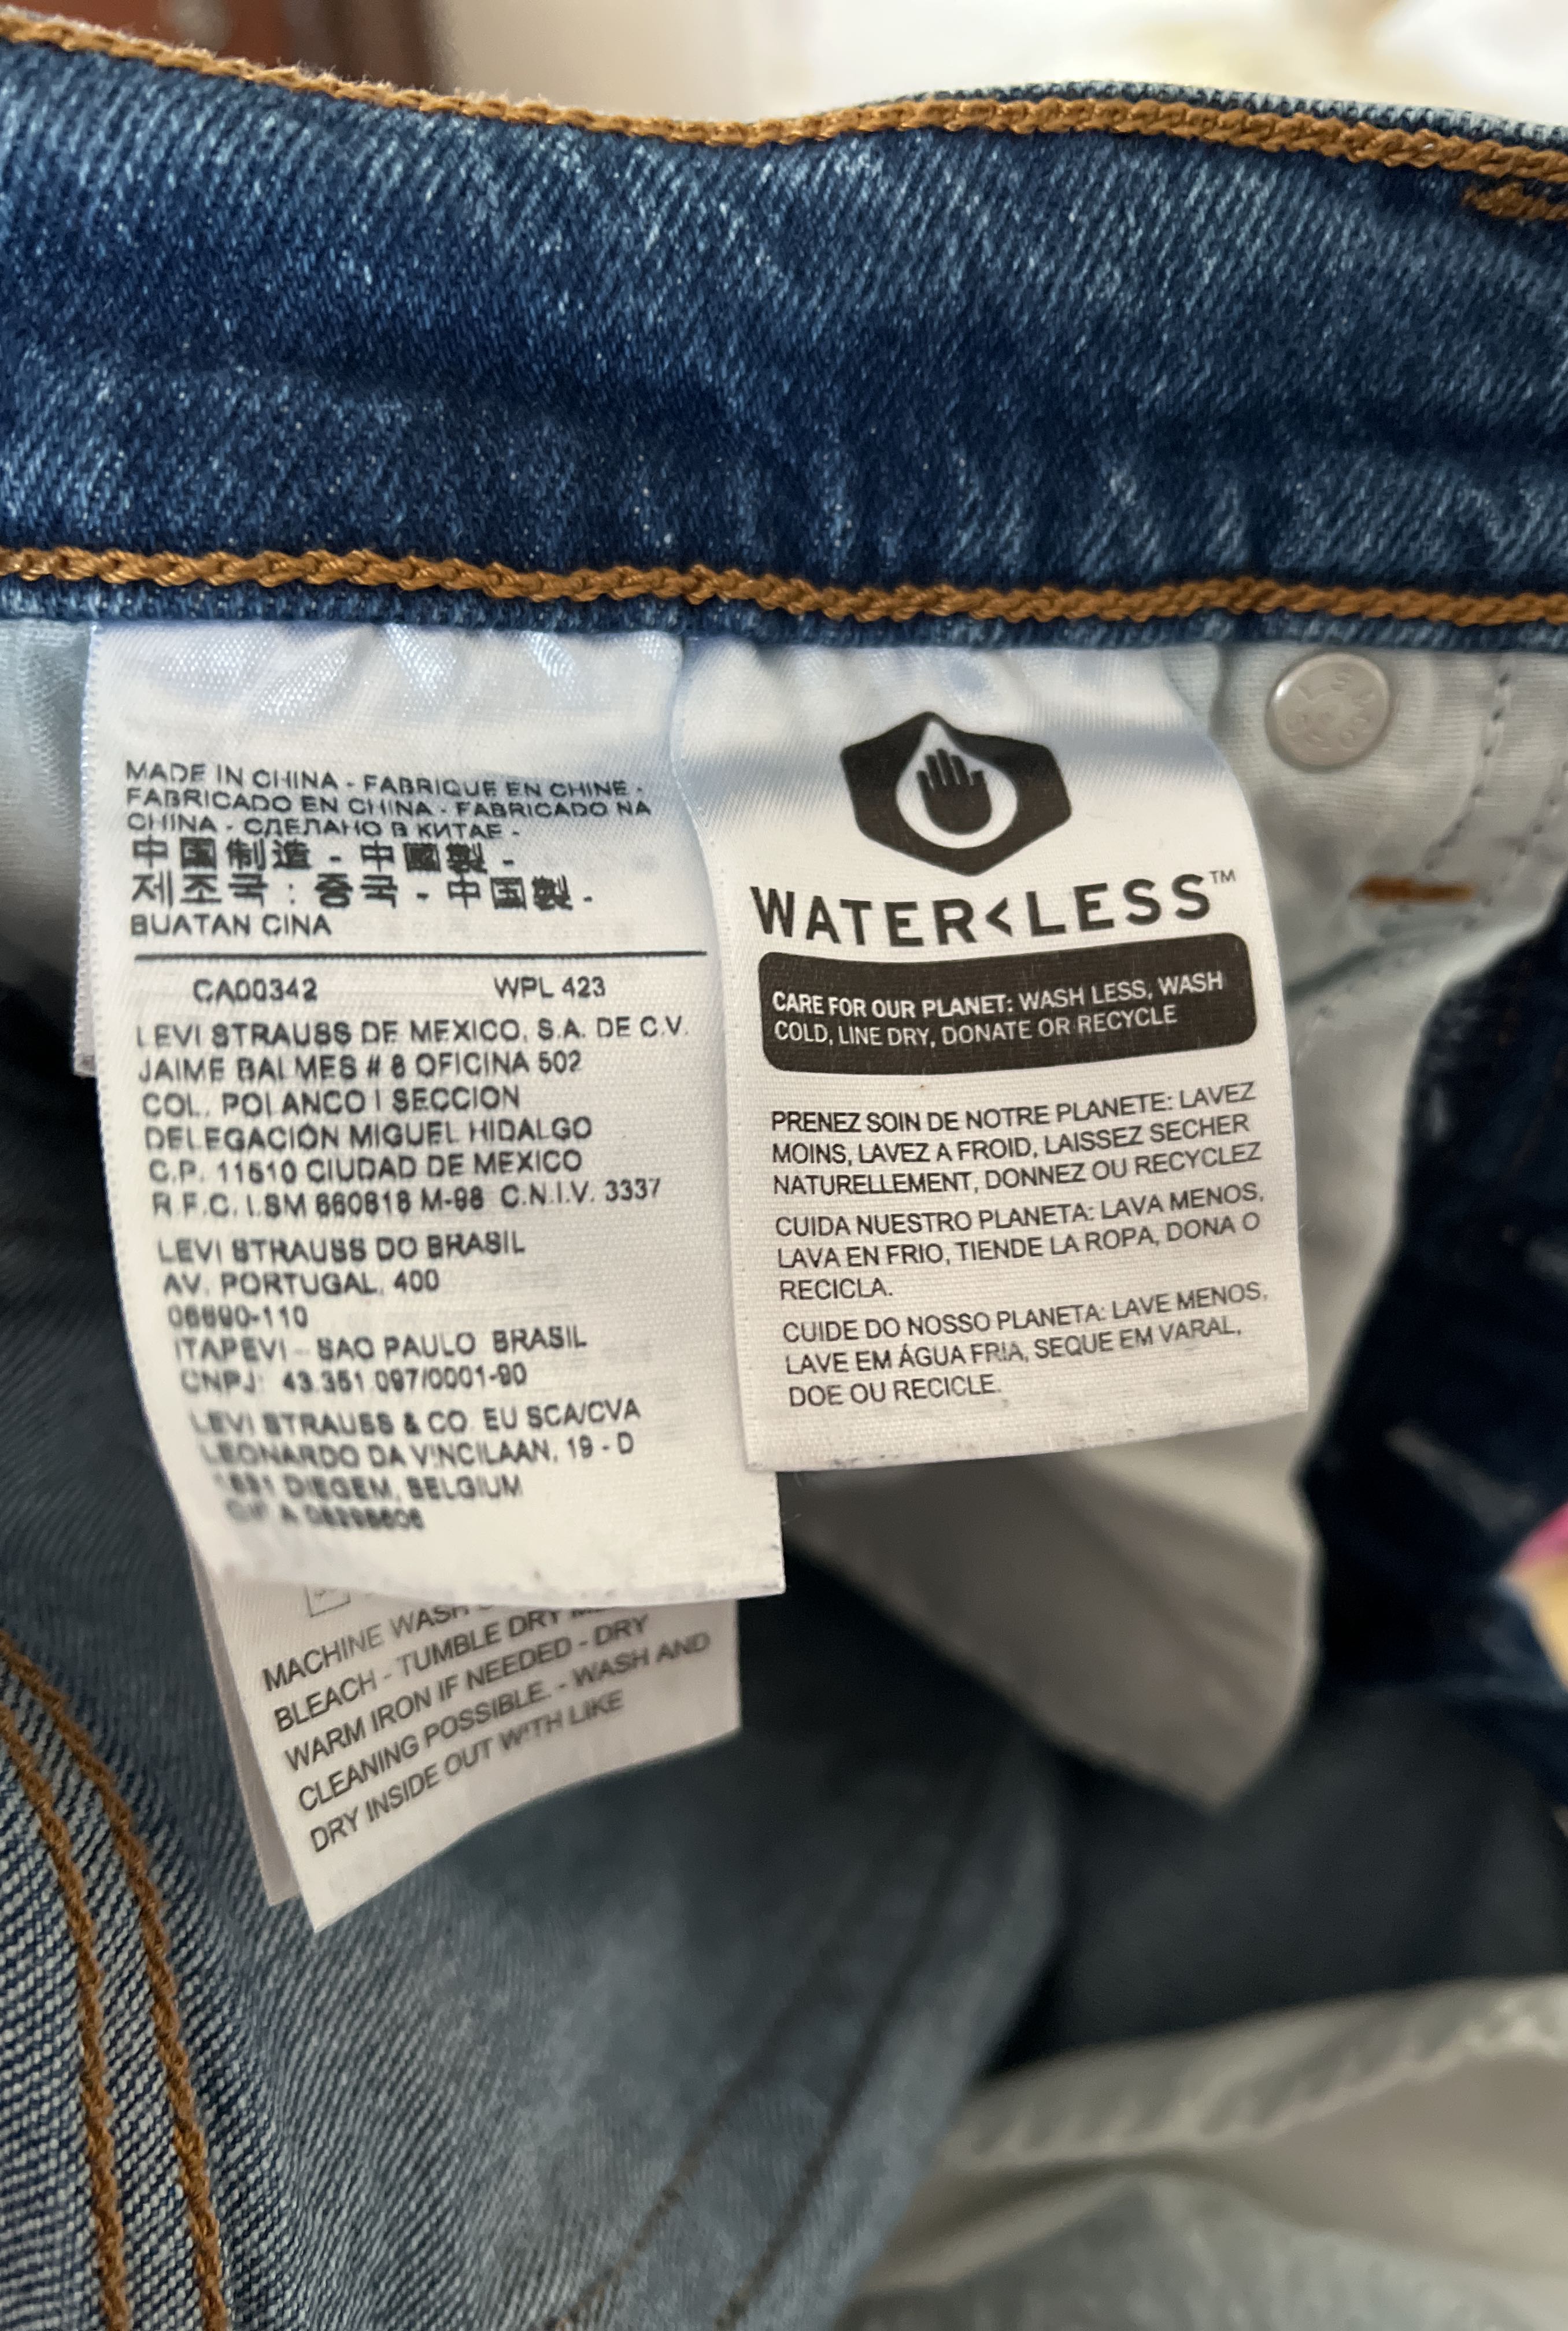 MADE IN CHINA - FABRIQUE EN CHINE -
FABRICADO EN CHINA - FABRICADO NA
CHINA - СДЕЛАНО В КИТАЕ -
中国制造 - 中國製 -
제조국 : 중국 - 中国製 -
BUATAN CINA
CA00342 WPL 423
LEVI STRAUSS DE MEXICO, S.A. DE C.V.
JAIME BALMES # 8 OFICINA 502
COL. POLANCO I SECCION
DELEGACIÓN MIGUEL HIDALGO
C.P. 11510 CIUDAD DE MEXICO
R.F.C. LSM 660818 M-98 C.N.I.V. 3337
LEVI STRAUSS DO BRASIL
AV. PORTUGAL, 400
06690-110
ITAPEVI - SAO PAULO BRASIL
CNPJ: 43.351.097/0001-90
LEVI STRAUSS & CO. EU SCA/CVA
LEONARDO DA VINCILAAN, 19 - D
DIEGEM, BELGIUM
MACHINE WASH
BLEACH - TUMBLE DRY
WARM IRON IF NEEDED - DRY
CLEANING POSSIBLE. - WASH AND
DRY INSIDE OUT WITH LIKE
WATER<LESS™
CARE FOR OUR PLANET: WASH LESS, WASH
COLD, LINE DRY, DONATE OR RECYCLE
PRENEZ SOIN DE NOTRE PLANETE: LAVEZ
MOINS, LAVEZ A FROID, LAISSEZ SECHER
NATURELLEMENT, DONNEZ OU RECYCLEZ
CUIDA NUESTRO PLANETA: LAVA MENOS,
LAVA EN FRIO, TIENDE LA ROPA, DONA O
RECICLA.
CUIDE DO NOSSO PLANETA: LAVE MENOS,
LAVE EM ÁGUA FRIA, SEQUE EM VARAL,
DOE OU RECICLE.